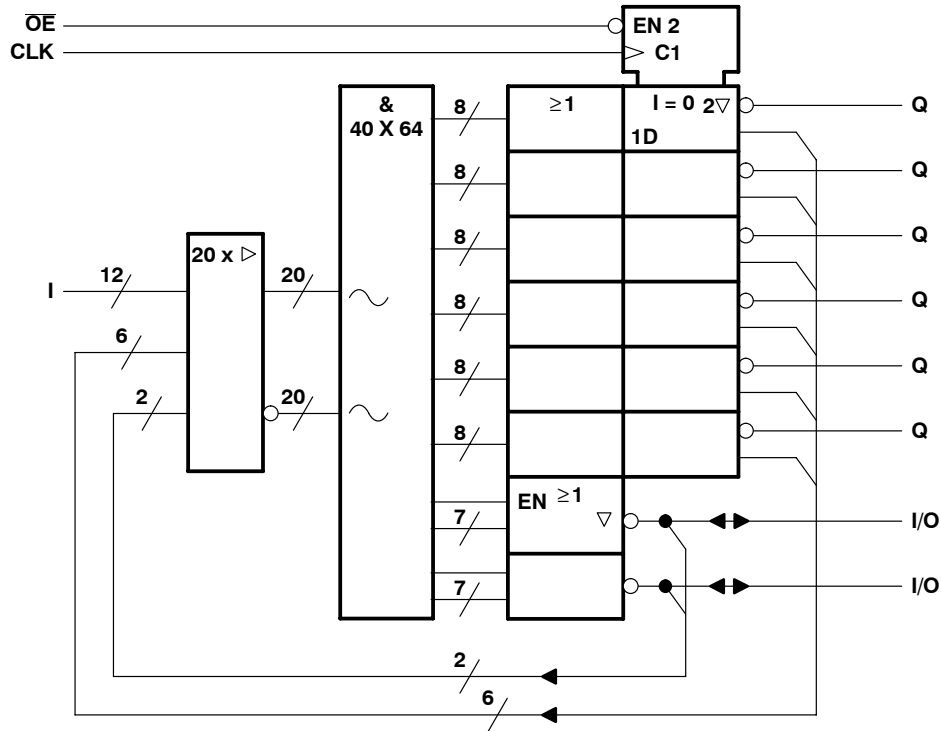 OE
EN 2
CLK
C1
&
40 X 64
8
≥1
I = 0 2▽
1D
Q
8
Q
8
Q
20 x ▷
I
12
20
8
Q
6
8
Q
2
20
8
Q
EN ≥1
▽
7
I/O
7
I/O
2
6